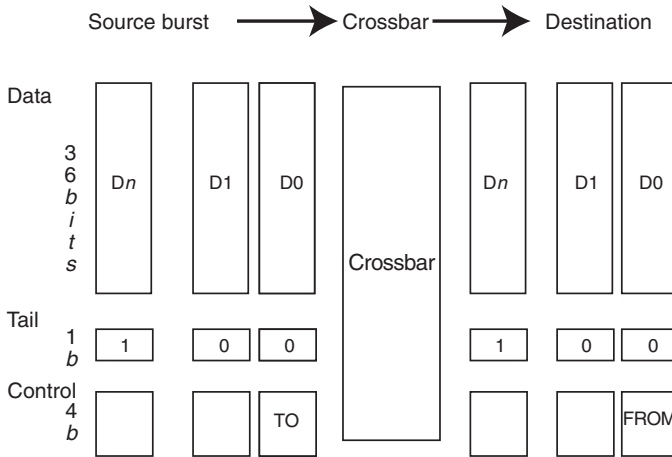 Source burst Crossbar Destination
Data
3
6
b
i
t
s
Dn D1 D0 Crossbar Dn D1 D0
Tail
1
b
1 0 0 1 0 0
Control
4
b
TO FROM